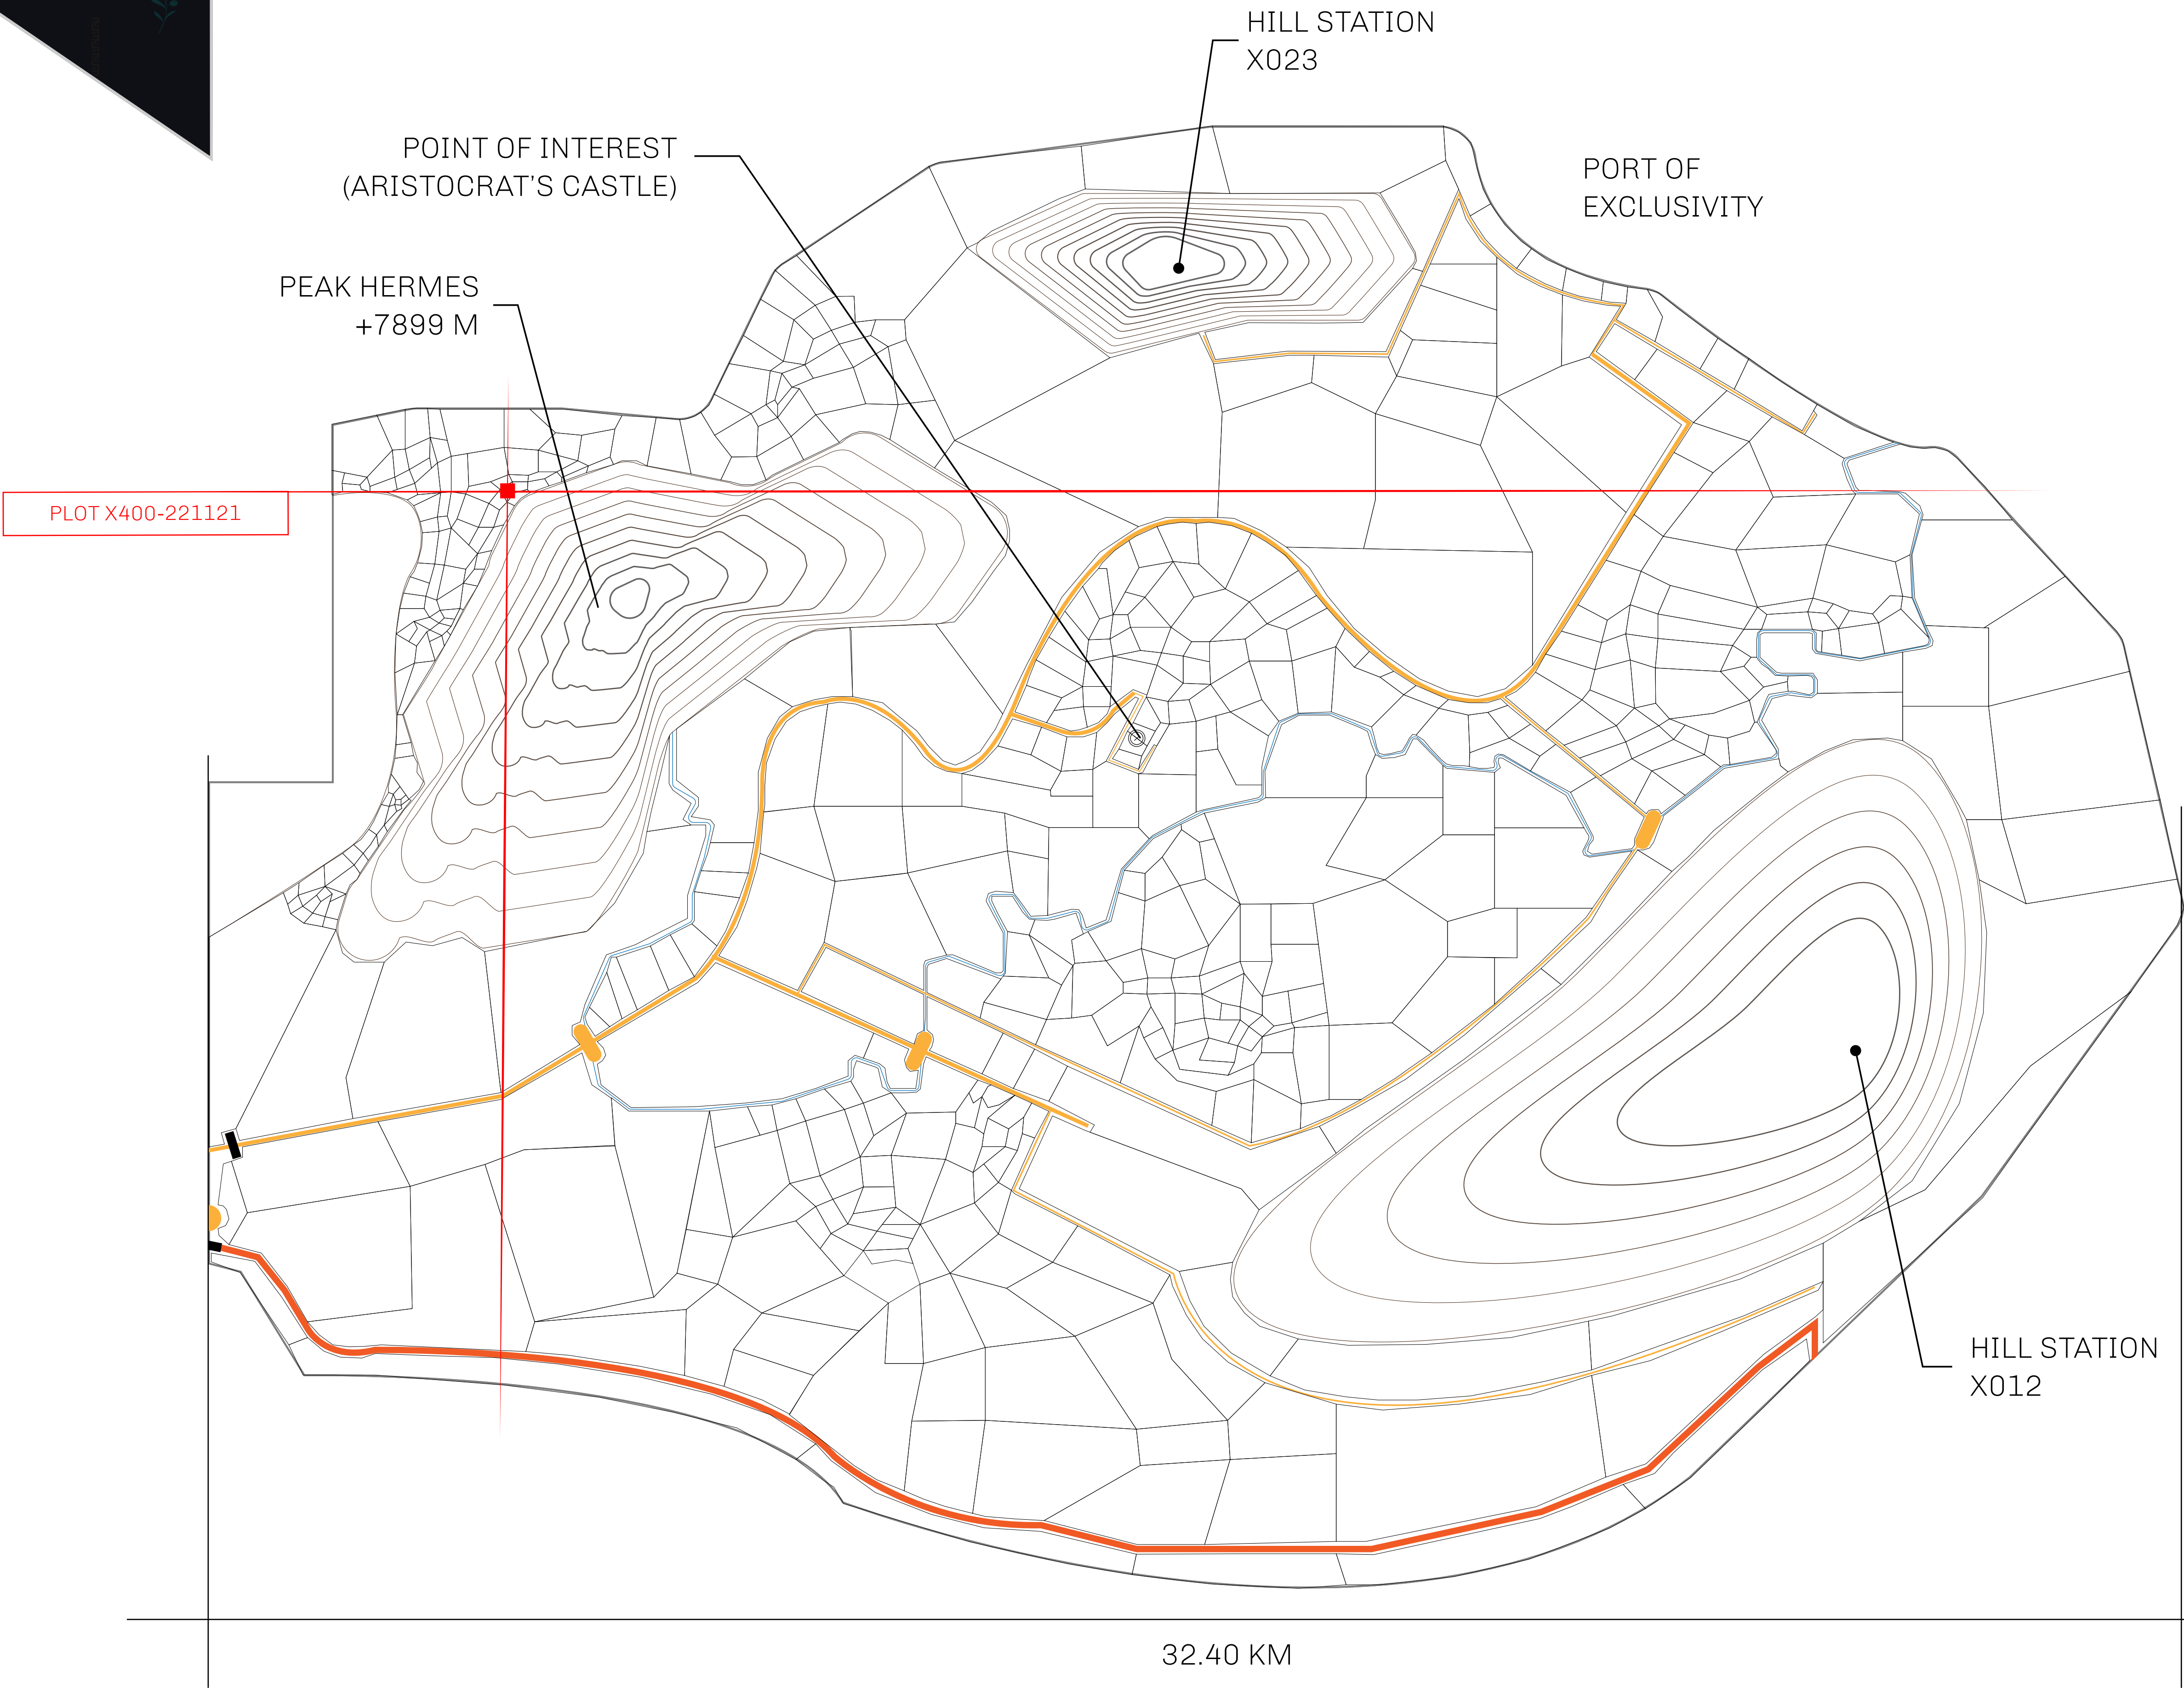 HILL STATION
X023
POINT OF INTEREST
(ARISTOCRAT'S CASTLE)
PORT OF
EXCLUSIVITY
PEAK HERMES
+7899 M
PLOT X400-221121
HILL STATION
X012
32.40 KM